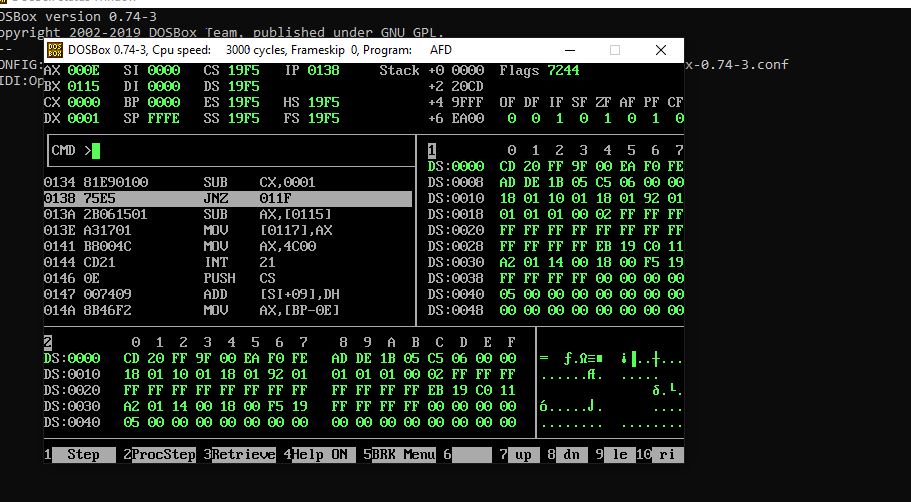 DOSBox version 0.74-3
Copyright 2002-2019 DOSBox Team, published under GNU GPL.
DOSBox 0.74-3, Cpu speed: 3000 cycles, Frameskip 0, Program: AFD
CONFIG: x-0.74-3.conf
MIDI:Op
AX 000E SI 0000 CS 19F5 IP 0138 Stack +0 0000 Flags 7244
BX 0115 DI 0000 DS 19F5 +2 20CD
CX 0000 BP 0000 ES 19F5 HS 19F5 +4 9FFF OF DF IF SF ZF AF PF CF
DX 0001 SP FFFE SS 19F5 FS 19F5 +6 EA00 0 0 1 0 1 0 1 0
CMD >
1 0 1 2 3 4 5 6 7
DS:0000 CD 20 FF 9F 00 EA F0 FE
0134 81E90100 SUB CX,0001 DS:0008 AD DE 1B 05 C5 06 00 00
0138 75E5 JNZ 011F DS:0010 18 01 10 01 18 01 92 01
013A 2B061501 SUB AX,[0115] DS:0018 01 01 01 00 02 FF FF FF
013E A31701 MOV [0117],AX DS:0020 FF FF FF FF FF FF FF FF
0141 B8004C MOV AX,4C00 DS:0028 FF FF FF FF EB 19 C0 11
0144 CD21 INT 21 DS:0030 A2 01 14 00 18 00 F5 19
0146 0E PUSH CS DS:0038 FF FF FF FF 00 00 00 00
0147 007409 ADD [SI+09],DH DS:0040 05 00 00 00 00 00 00 00
014A 8B46F2 MOV AX,[BP-0E] DS:0048 00 00 00 00 00 00 00 00
2 0 1 2 3 4 5 6 7 8 9 A B C D E F
DS:0000 CD 20 FF 9F 00 EA F0 FE AD DE 1B 05 C5 06 00 00 = ƒ.Ω≡■ ¡▐..┼...
DS:0010 18 01 10 01 18 01 92 01 01 01 01 00 02 FF FF FF ......Æ. .....
DS:0020 FF FF FF FF FF FF FF FF FF FF FF FF EB 19 C0 11 δ.└.
DS:0030 A2 01 14 00 18 00 F5 19 FF FF FF FF 00 00 00 00 ó.....⌡. ....
DS:0040 05 00 00 00 00 00 00 00 00 00 00 00 00 00 00 00 ........ ........
1 Step 2 ProcStep 3 Retrieve 4 Help ON 5 BRK Menu 6 7 up 8 dn 9 le 10 ri